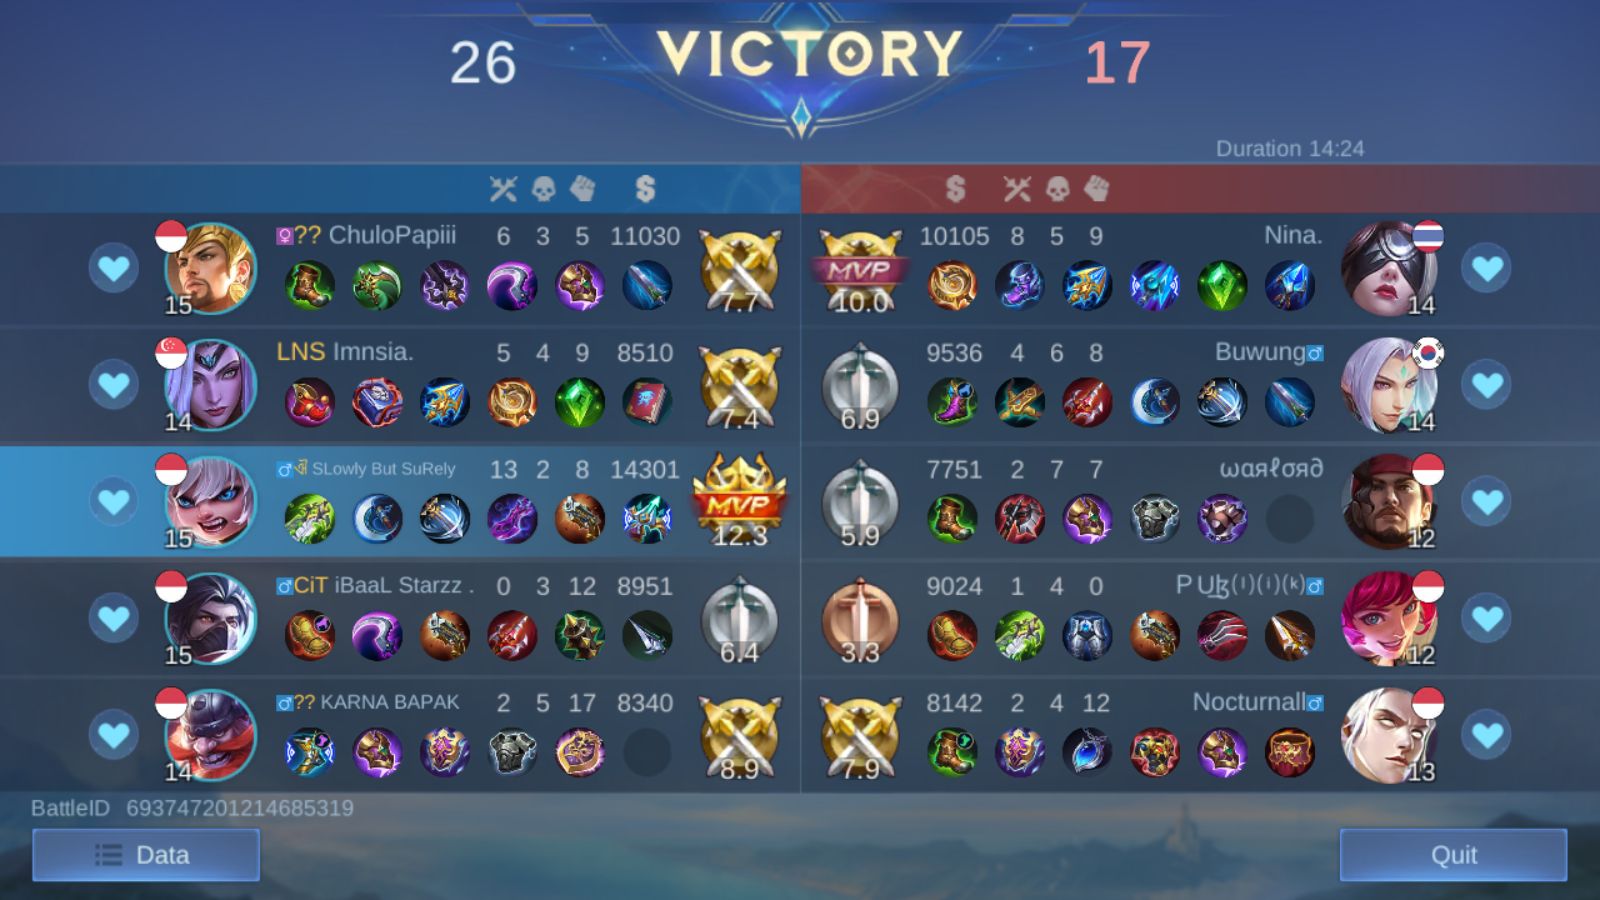 VICTORY
26 17
Duration 14:24
?? ChuloPapiii 6 3 5 11030 7.7 15
MVP 10.0 10105 8 5 9 Nina. 14
LNS Imnsia. 5 4 9 8510 7.4 14
6.9 9536 4 6 8 Buwung 14
SLowly But SuRely 13 2 8 14301 MVP 12.3 15
5.9 7751 2 7 7 ωαяℓσя∂ 12
CiT iBaaL Starzz . 0 3 12 8951 6.4 15
3.3 9024 1 4 0 12
?? KARNA BAPAK 2 5 17 8340 8.9 14
7.9 8142 2 4 12 Nocturnall 13
BattleID 693747201214685319
Data
Quit